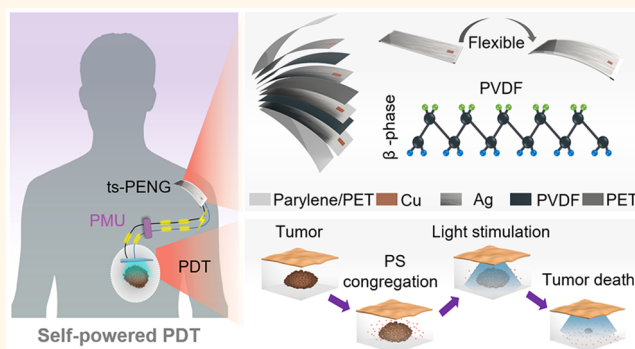 ts-PENG
PMU
PDT
Self-powered PDT
Flexible
PVDF
β-phase
Parylene/PET Cu Ag PVDF PET
Tumor
PS
congregation
Light stimulation
Tumor death